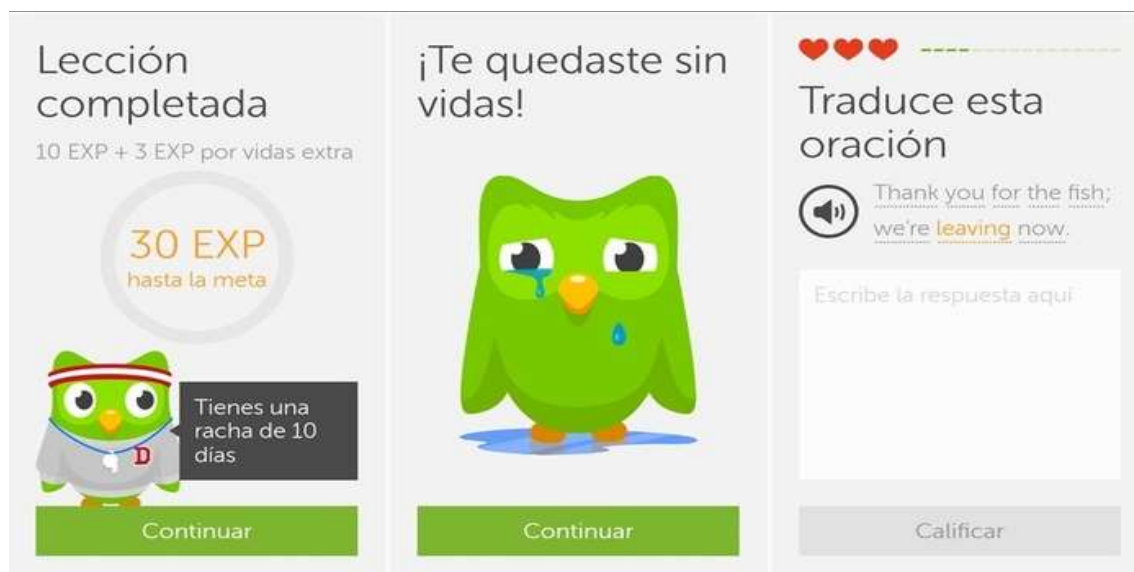 Lección
completada
10 EXP + 3 EXP por vidas extra
30 EXP
hasta la meta
Tienes una
racha de 10
días
D
Continuar
¡Te quedaste sin
vidas!
Continuar
Traduce esta
oración
Thank you for the fish;
we're leaving now.
Escribe la respuesta aquí
Calificar